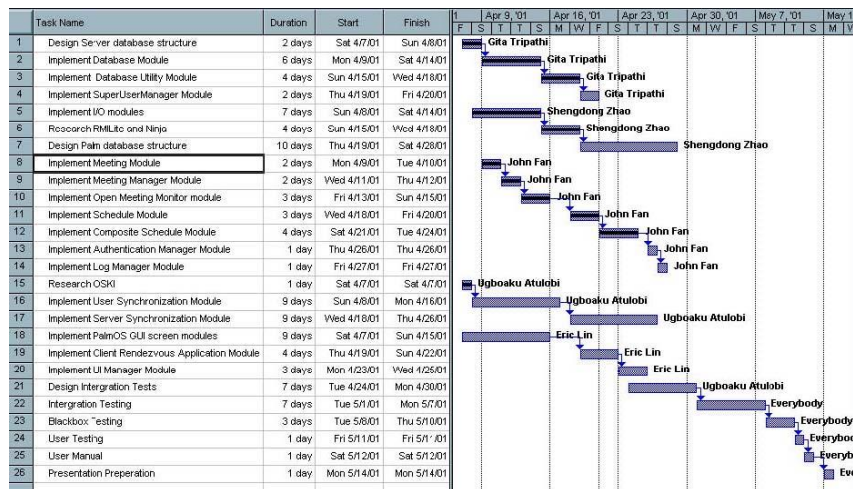 Task Name Duration Start Finish
1 Apr 9, '01 Apr 16, '01 Apr 23, '01 Apr 30, '01 May 7, '01 May 1
F S T T S M W F S T T S M W F S T T S M W
1 Design Server database structure 2 days Sat 4/7/01 Sun 4/8/01 Gita Tripathi
2 Implement Database Module 6 days Mon 4/9/01 Sat 4/14/01 Gita Tripathi
3 Implement Database Utility Module 4 days Sun 4/15/01 Wed 4/18/01 Gita Tripathi
4 Implement SuperUserManager Module 2 days Thu 4/19/01 Fri 4/20/01 Gita Tripathi
5 Implement I/O modules 7 days Sun 4/8/01 Sat 4/14/01 Shengdong Zhao
6 Research RMILite and Ninja 4 days Sun 4/15/01 Wed 4/18/01 Shengdong Zhao
7 Design Palm database structure 10 days Thu 4/19/01 Sat 4/28/01 Shengdong Zhao
8 Implement Meeting Module 2 days Mon 4/9/01 Tue 4/10/01 John Fan
9 Implement Meeting Manager Module 2 days Wed 4/11/01 Thu 4/12/01 John Fan
10 Implement Open Meeting Monitor module 3 days Fri 4/13/01 Sun 4/15/01 John Fan
11 Implement Schedule Module 3 days Wed 4/18/01 Fri 4/20/01 John Fan
12 Implement Composite Schedule Module 4 days Sat 4/21/01 Tue 4/24/01 John Fan
13 Implement Authentication Manager Module 1 day Thu 4/26/01 Thu 4/26/01 John Fan
14 Implement Log Manager Module 1 day Fri 4/27/01 Fri 4/27/01 John Fan
15 Research OSKI 1 day Sat 4/7/01 Sat 4/7/01 Ugboaku Atulobi
16 Implement User Synchronization Module 9 days Sun 4/8/01 Mon 4/16/01 Ugboaku Atulobi
17 Implement Server Synchronization Module 9 days Wed 4/18/01 Thu 4/26/01 Ugboaku Atulobi
18 Implement PalmOS GUI screen modules 9 days Sat 4/7/01 Sun 4/15/01 Eric Lin
19 Implement Client Rendezvous Application Module 4 days Thu 4/19/01 Sun 4/22/01 Eric Lin
20 Implement UI Manager Module 3 days Mon 4/23/01 Wed 4/25/01 Eric Lin
21 Design Intergration Tests 7 days Tue 4/24/01 Mon 4/30/01 Ugboaku Atulobi
22 Intergration Testing 7 days Tue 5/1/01 Mon 5/7/01 Everybody
23 Blackbox Testing 3 days Tue 5/8/01 Thu 5/10/01 Everybody
24 User Testing 1 day Fri 5/11/01 Fri 5/11/01 Everyboo
25 User Manual 1 day Sat 5/12/01 Sat 5/12/01 Everyb
26 Presentation Preperation 1 day Mon 5/14/01 Mon 5/14/01 Eve